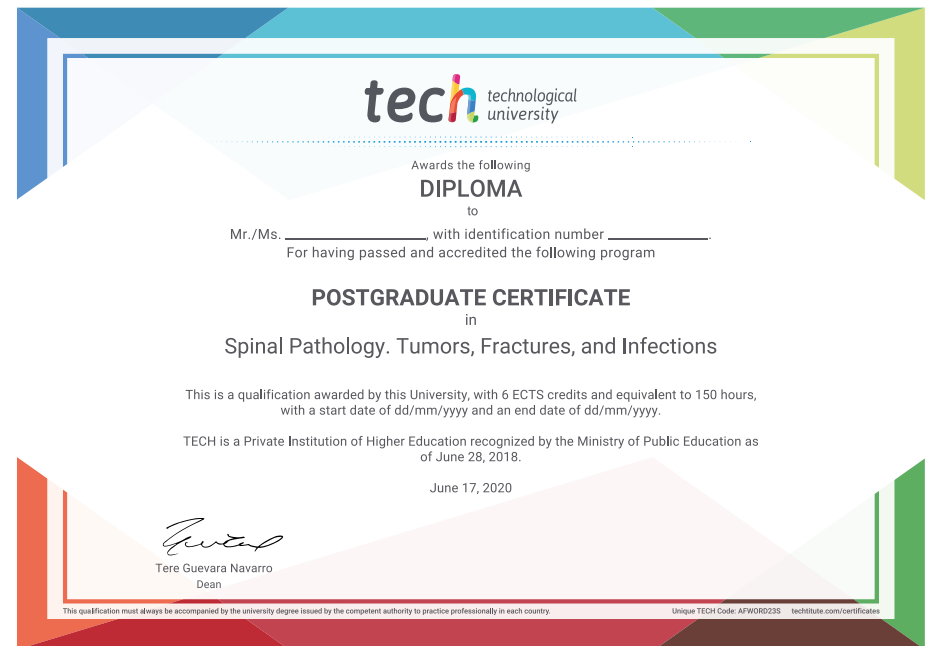 tech technological
university
Awards the following
DIPLOMA
to
Mr./Ms. ____________________, with identification number ______________.
For having passed and accredited the following program
POSTGRADUATE CERTIFICATE
in
Spinal Pathology. Tumors, Fractures, and Infections
This is a qualification awarded by this University, with 6 ECTS credits and equivalent to 150 hours,
with a start date of dd/mm/yyyy and an end date of dd/mm/yyyy.
TECH is a Private Institution of Higher Education recognized by the Ministry of Public Education as
of June 28, 2018.
June 17, 2020
Tere Guevara Navarro
Dean
This qualification must always be accompanied by the university degree issued by the competent authority to practice professionally in each country. Unique TECH Code: AFWORD23S techtitute.com/certificates